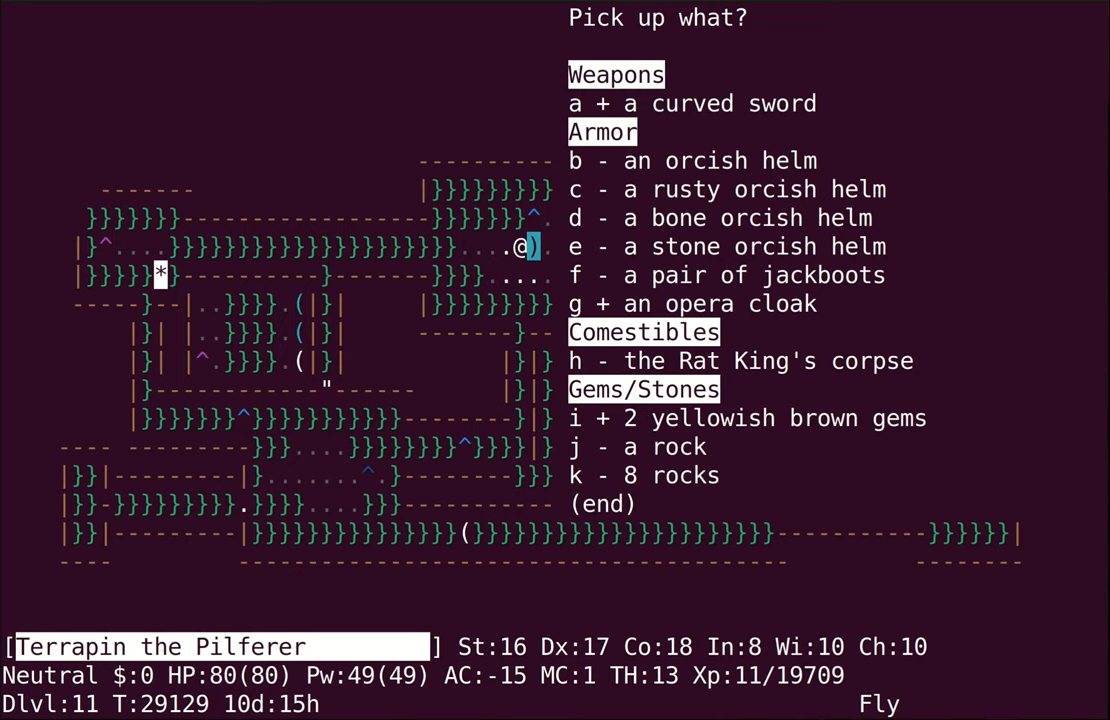 Pick up what?
Weapons
a + a curved sword
Armor
b - an orcish helm
c - a rusty orcish helm
d - a bone orcish helm
e - a stone orcish helm
f - a pair of jackboots
g + an opera cloak
Comestibles
h - the Rat King's corpse
Gems/Stones
i + 2 yellowish brown gems
j - a rock
k - 8 rocks
(end)
[Terrapin the Pilferer] St:16 Dx:17 Co:18 In:8 Wi:10 Ch:10
Neutral $:0 HP:80(80) Pw:49(49) AC:-15 MC:1 TH:13 Xp:11/19709
Dlvl:11 T:29129 10d:15h Fly